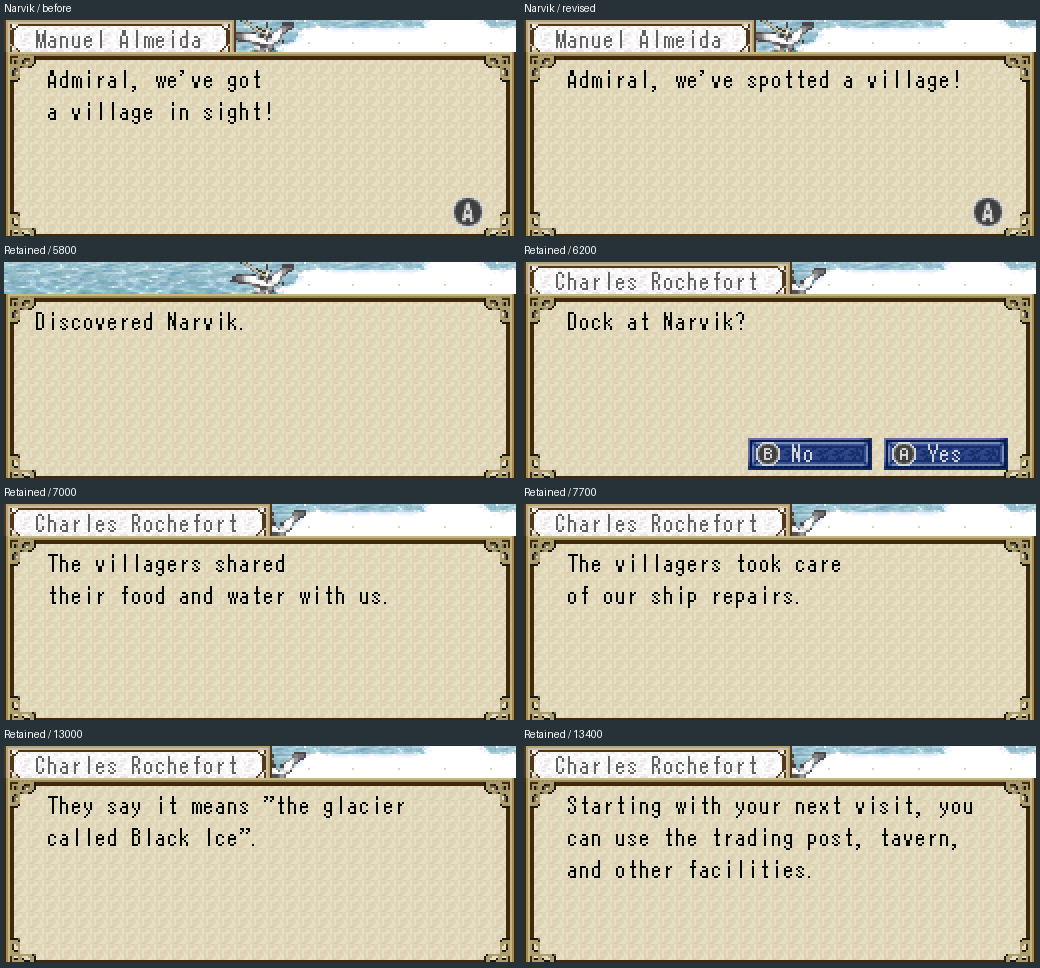 Narvik / before
Manuel Almeida
Admiral, we've got
a village in sight!
A
Narvik / revised
Manuel Almeida
Admiral, we've spotted a village!
A
Retained / 5800
Discovered Narvik.
Retained / 6200
Charles Rochefort
Dock at Narvik?
B No
A Yes
Retained / 7000
Charles Rochefort
The villagers shared
their food and water with us.
Retained / 7700
Charles Rochefort
The villagers took care
of our ship repairs.
Retained / 13000
Charles Rochefort
They say it means ”the glacier
called Black Ice”.
Retained / 13400
Charles Rochefort
Starting with your next visit, you
can use the trading post, tavern,
and other facilities.